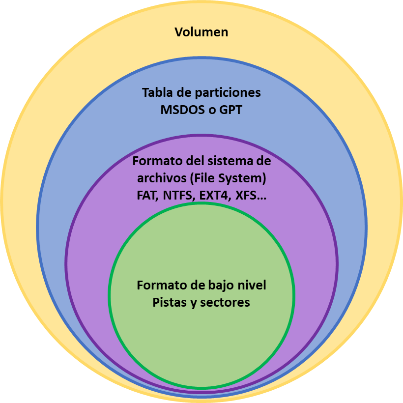 Volumen
Tabla de particiones
MSDOS o GPT
Formato del sistema de
archivos (File System)
FAT, NTFS, EXT4, XFS...
Formato de bajo nivel
Pistas y sectores